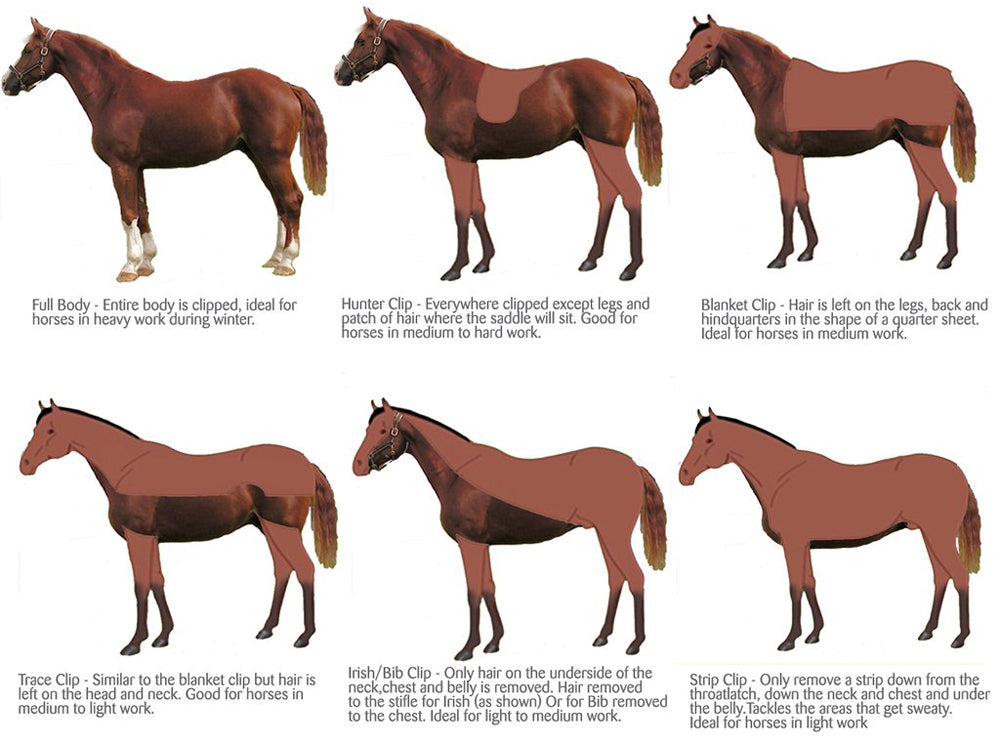 Full Body - Entire body is clipped, ideal for
horses in heavy work during winter.
Hunter Clip - Everywhere clipped except legs and
patch of hair where the saddle will sit. Good for
horses in medium to hard work.
Blanket Clip - Hair is left on the legs, back and
hindquarters in the shape of a quarter sheet.
Ideal for horses in medium work.
Trace Clip - Similar to the blanket clip but hair is
left on the head and neck. Good for horses in
medium to light work.
Irish/Bib Clip - Only hair on the underside of the
neck,chest and belly is removed. Hair removed
to the stifle for Irish (as shown) Or for Bib removed
to the chest. Ideal for light to medium work.
Strip Clip - Only remove a strip down from the
throatlatch, down the neck and chest and under
the belly.Tackles the areas that get sweaty.
Ideal for horses in light work